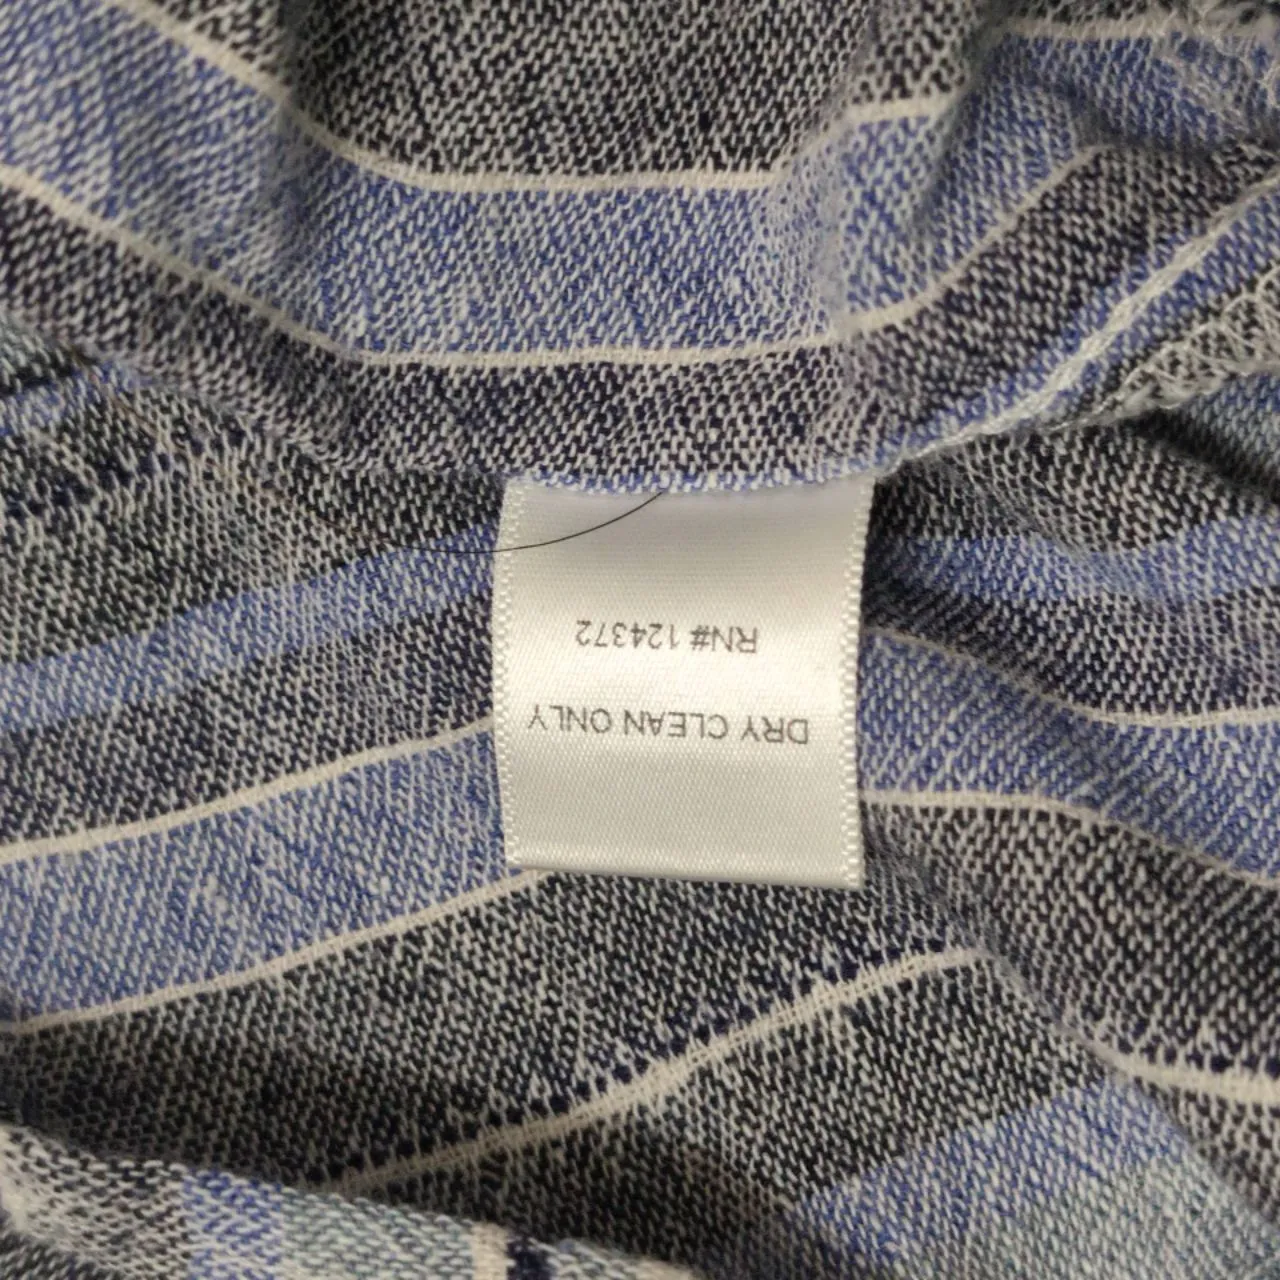 DRY CLEAN ONLY
RN# 124372